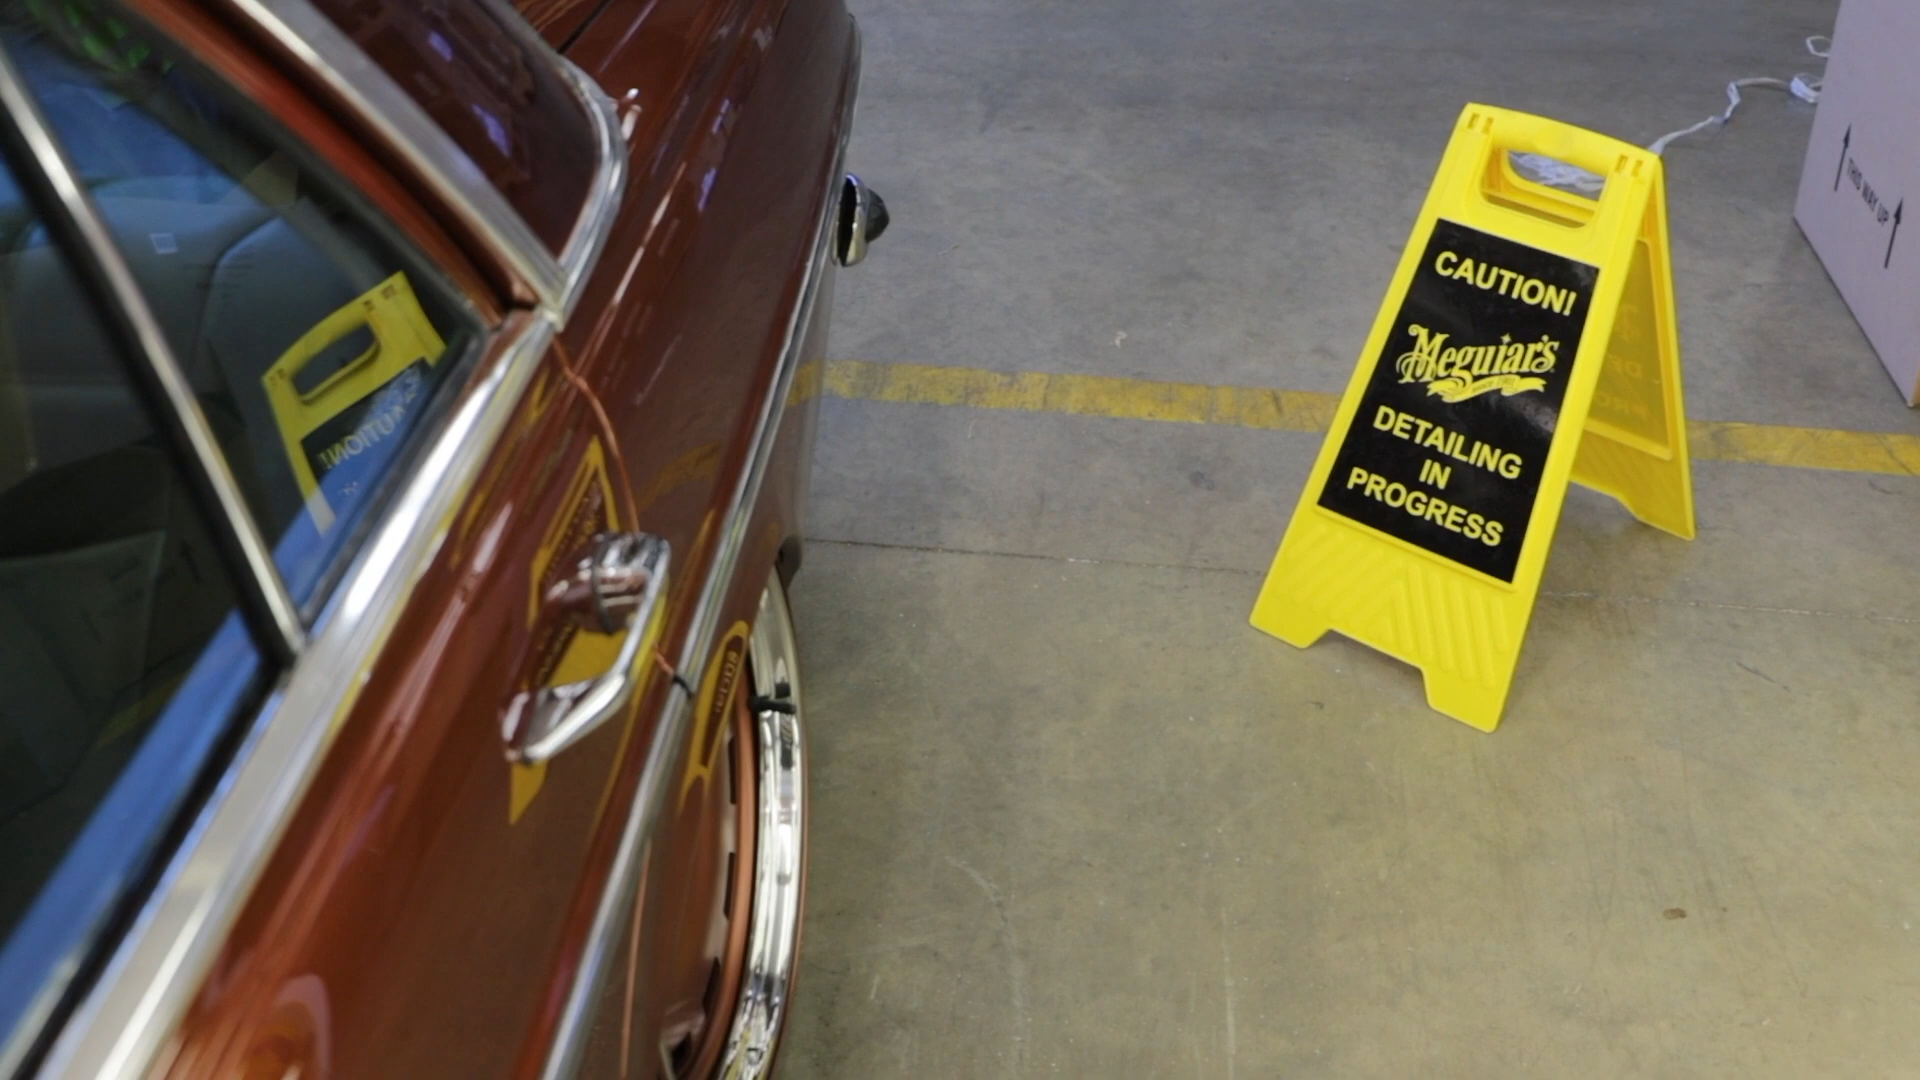 CAUTION!
Meguiar's
DETAILING
IN
PROGRESS
THIS WAY UP